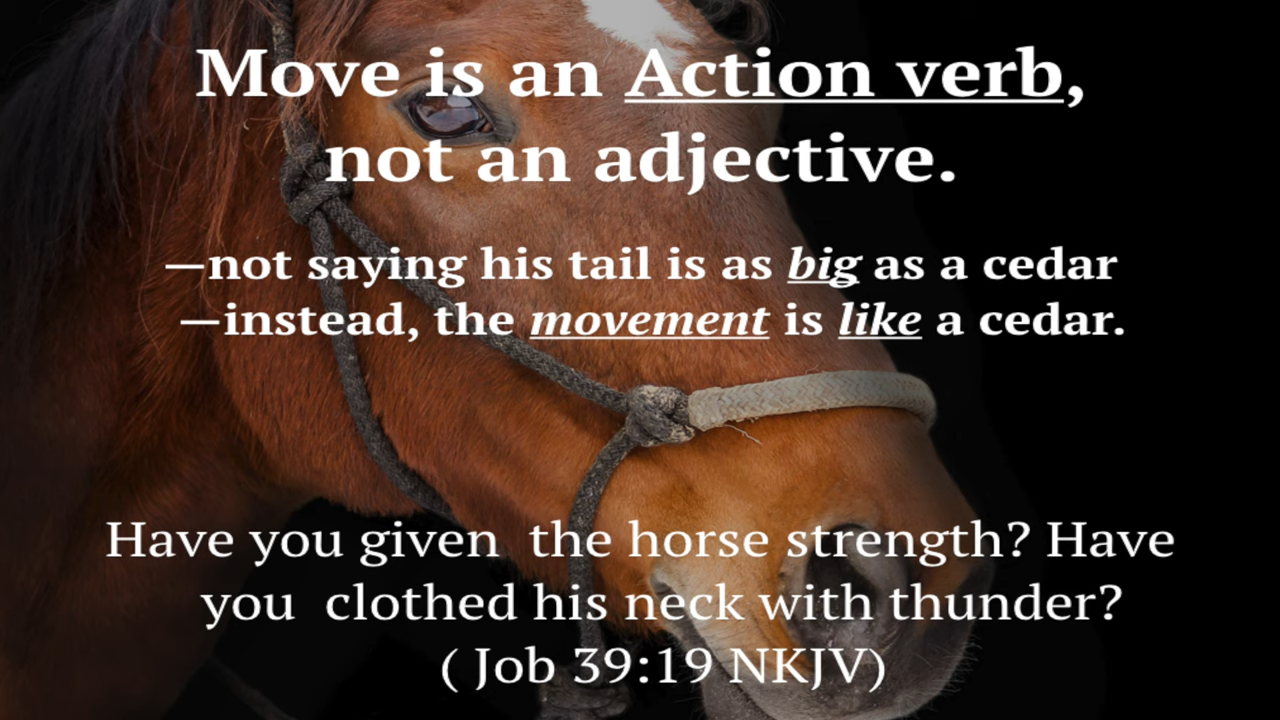 Move is an Action verb,
not an adjective.
—not saying his tail is as big as a cedar
—instead, the movement is like a cedar.
Have you given  the horse strength? Have
you  clothed his neck with thunder?
( Job 39:19 NKJV)